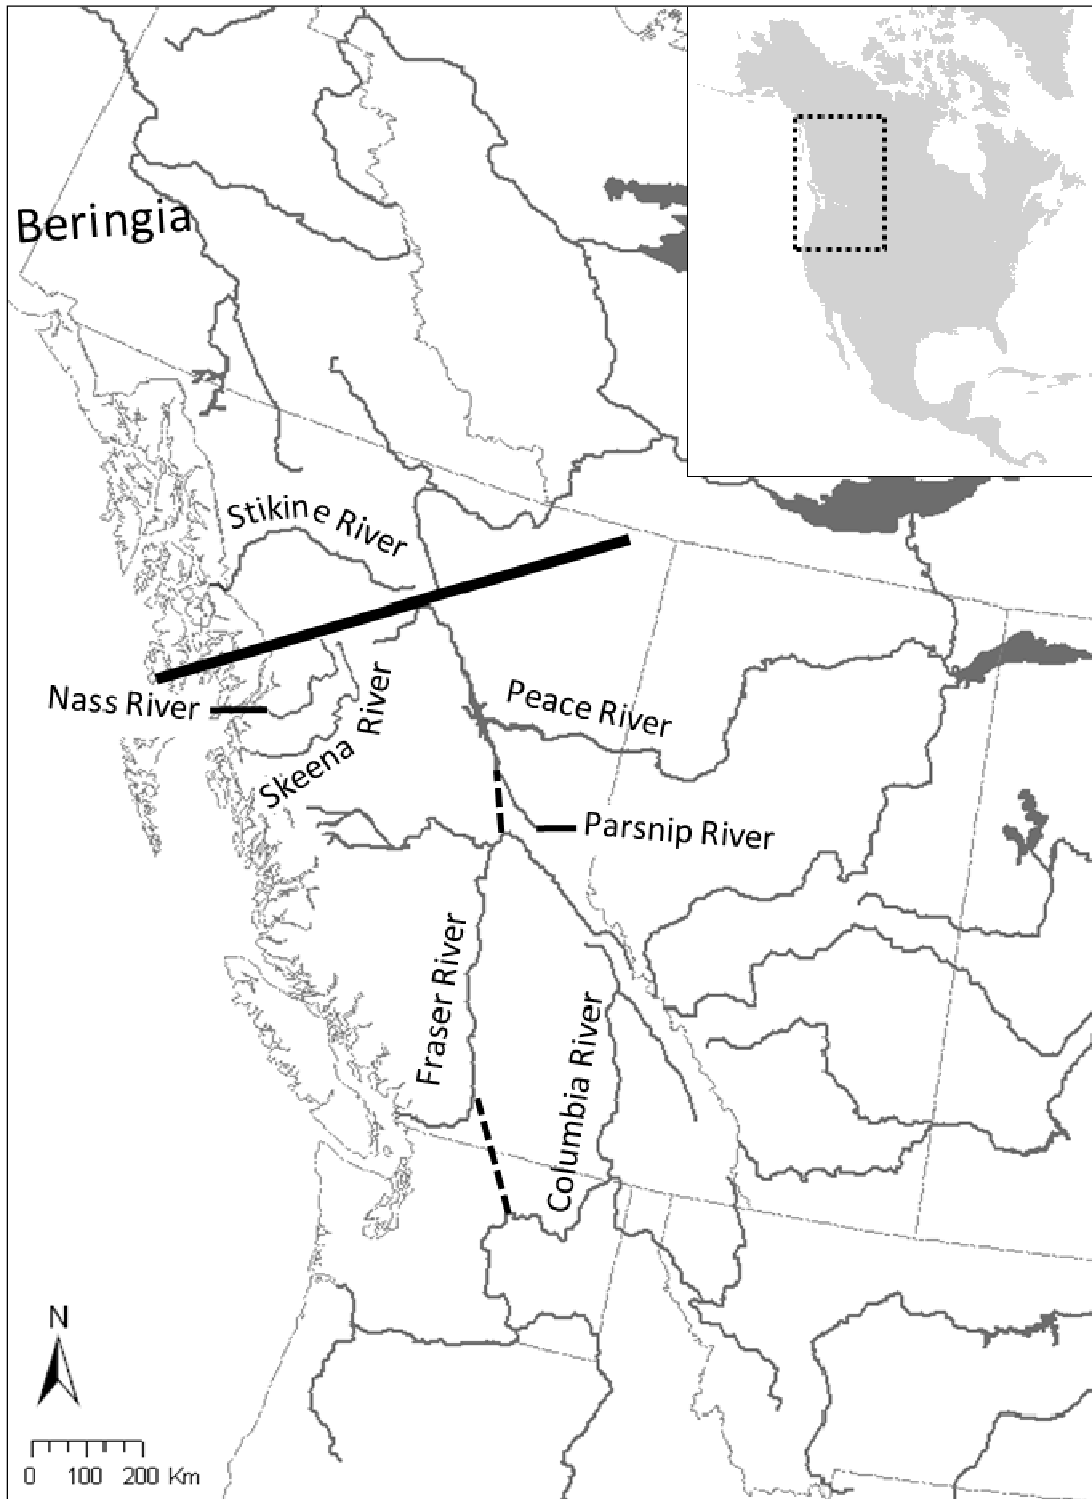 Beringia
Stikine River
Nass River
Skeena River
Peace River
Parsnip River
Fraser River
Columbia River
N
0 100 200 Km